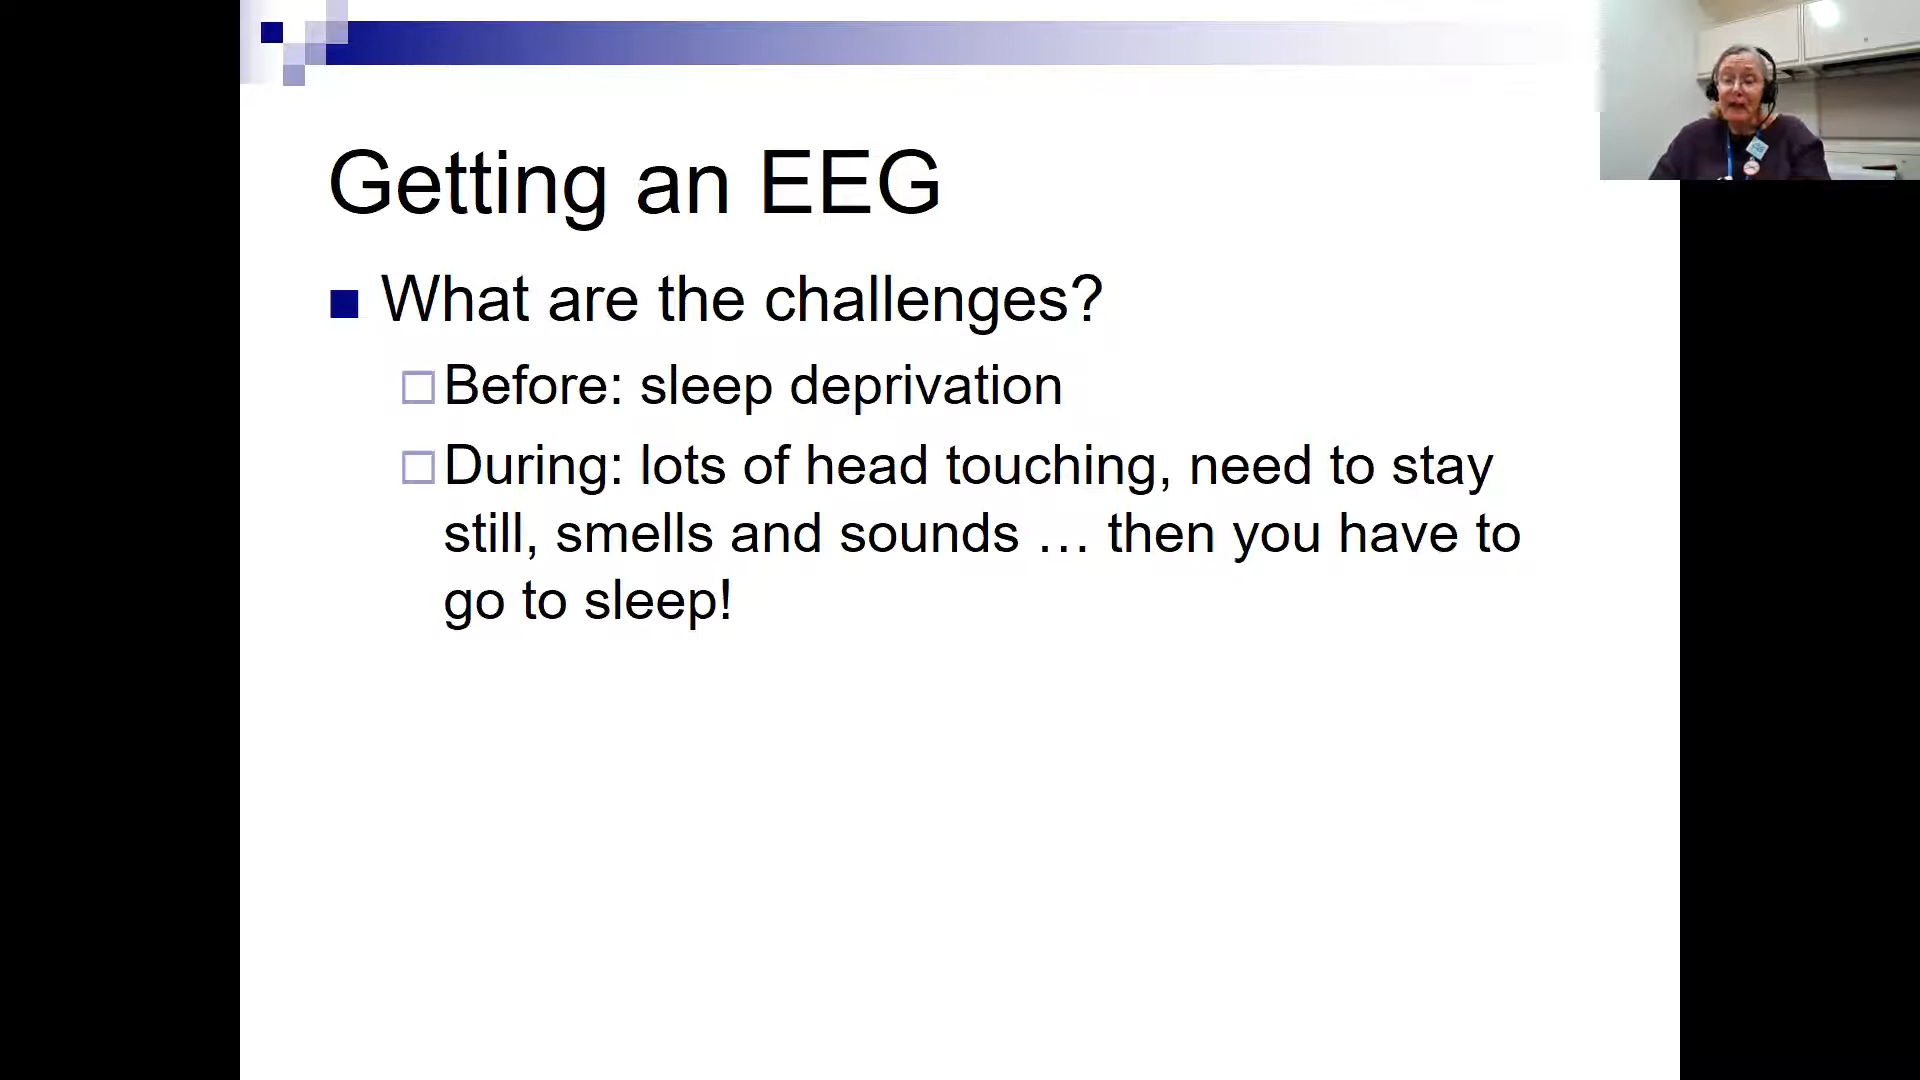 Getting an EEG
What are the challenges?
Before: sleep deprivation
During: lots of head touching, need to stay
still, smells and sounds … then you have to
go to sleep!